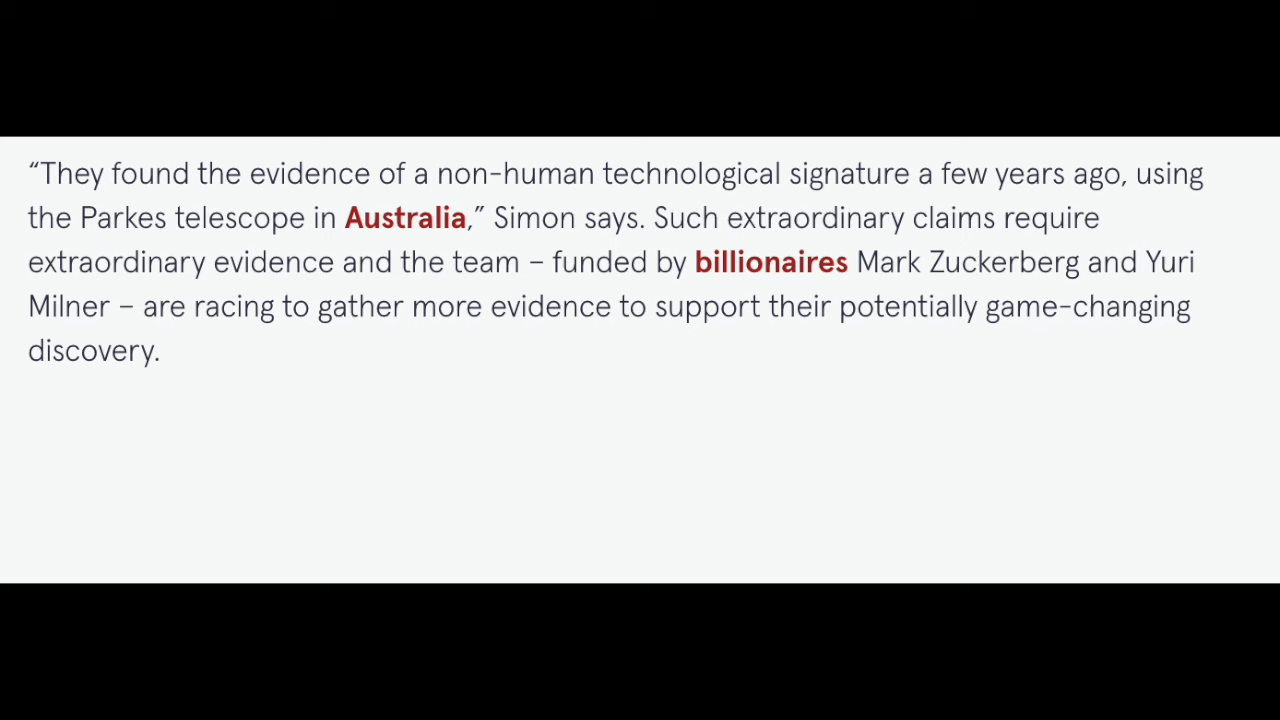 “They found the evidence of a non-human technological signature a few years ago, using
the Parkes telescope in Australia,” Simon says. Such extraordinary claims require
extraordinary evidence and the team – funded by billionaires Mark Zuckerberg and Yuri
Milner – are racing to gather more evidence to support their potentially game-changing
discovery.